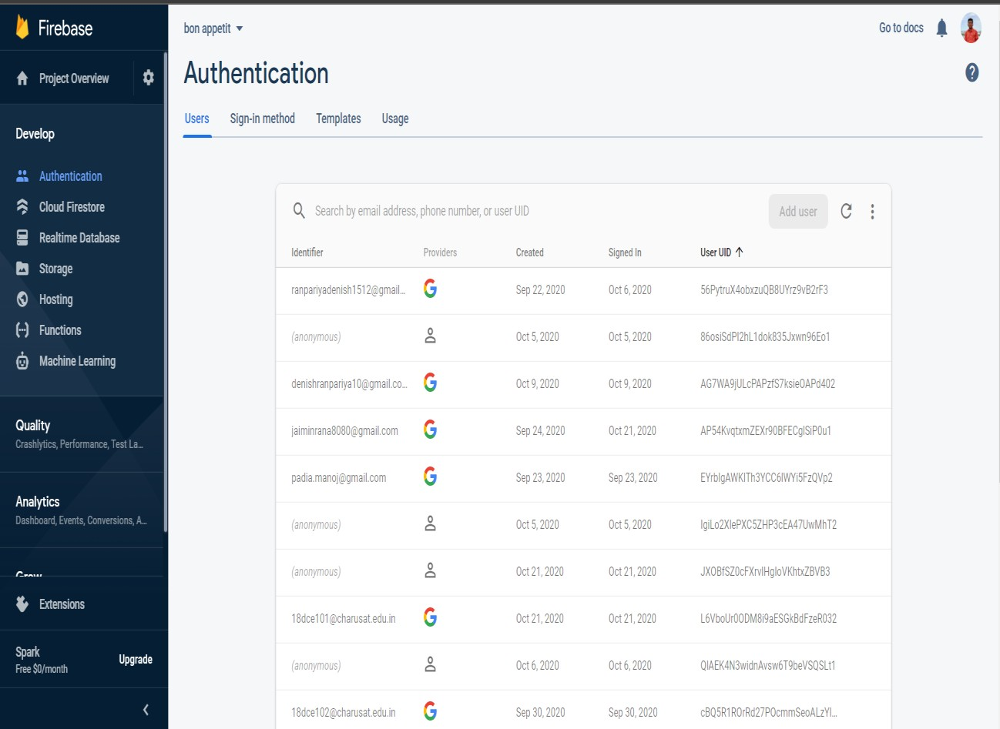 Firebase
bon appetit
Go to docs
Project Overview
Authentication
Develop
Users Sign-in method Templates Usage
Authentication
Cloud Firestore
Realtime Database
Storage
Hosting
Functions
Machine Learning
Quality
Crashlytics, Performance, Test La...
Analytics
Dashboard, Events, Conversions, A...
Grow
Extensions
Spark
Free $0/month
Upgrade
Search by email address, phone number, or user UID
Add user
Identifier Providers Created Signed In User UID
ranpariyadenish1512@gmail... Sep 22, 2020 Oct 6, 2020 56PytruX4obxzuQB8UYrz9vB2rF3
(anonymous) Oct 5, 2020 Oct 5, 2020 86osiSdPl2hL1dok835Jxwn96Eo1
denishranpariya10@gmail.co... Oct 9, 2020 Oct 9, 2020 AG7WA9jULcPAPzfS7ksieOAPd402
jaiminrana8080@gmail.com Sep 24, 2020 Oct 21, 2020 AP54KvqtxmZEXr90BFECglSiP0u1
padia.manoj@gmail.com Sep 23, 2020 Sep 23, 2020 EYrblgAWKITh3YCC6IWYi5FzQVp2
(anonymous) Oct 5, 2020 Oct 5, 2020 IgiLo2XlePXC5ZHP3cEA47UwMhT2
(anonymous) Oct 21, 2020 Oct 21, 2020 JXOBfSZ0cFXrvlHgIoVKhtxZBVB3
18dce101@charusat.edu.in Oct 21, 2020 Oct 21, 2020 L6VboUr0ODM8i9aESGkBdFzeR032
(anonymous) Oct 6, 2020 Oct 6, 2020 QIAEK4N3widnAvsw6T9beVSQSLt1
18dce102@charusat.edu.in Sep 30, 2020 Sep 30, 2020 cBQ5R1ROrRd27POcmmSeoALzYl...